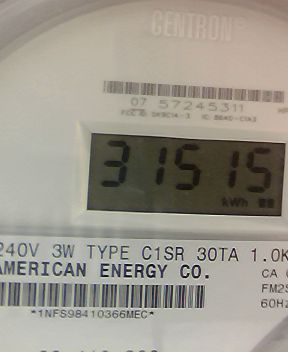 CENTRON®
07 57245311
31515
kWh
240V 3W TYPE C1SR 30TA 1.0K
AMERICAN ENERGY CO.
CA
FM2S
60Hz
*1NFS98410366MEC*